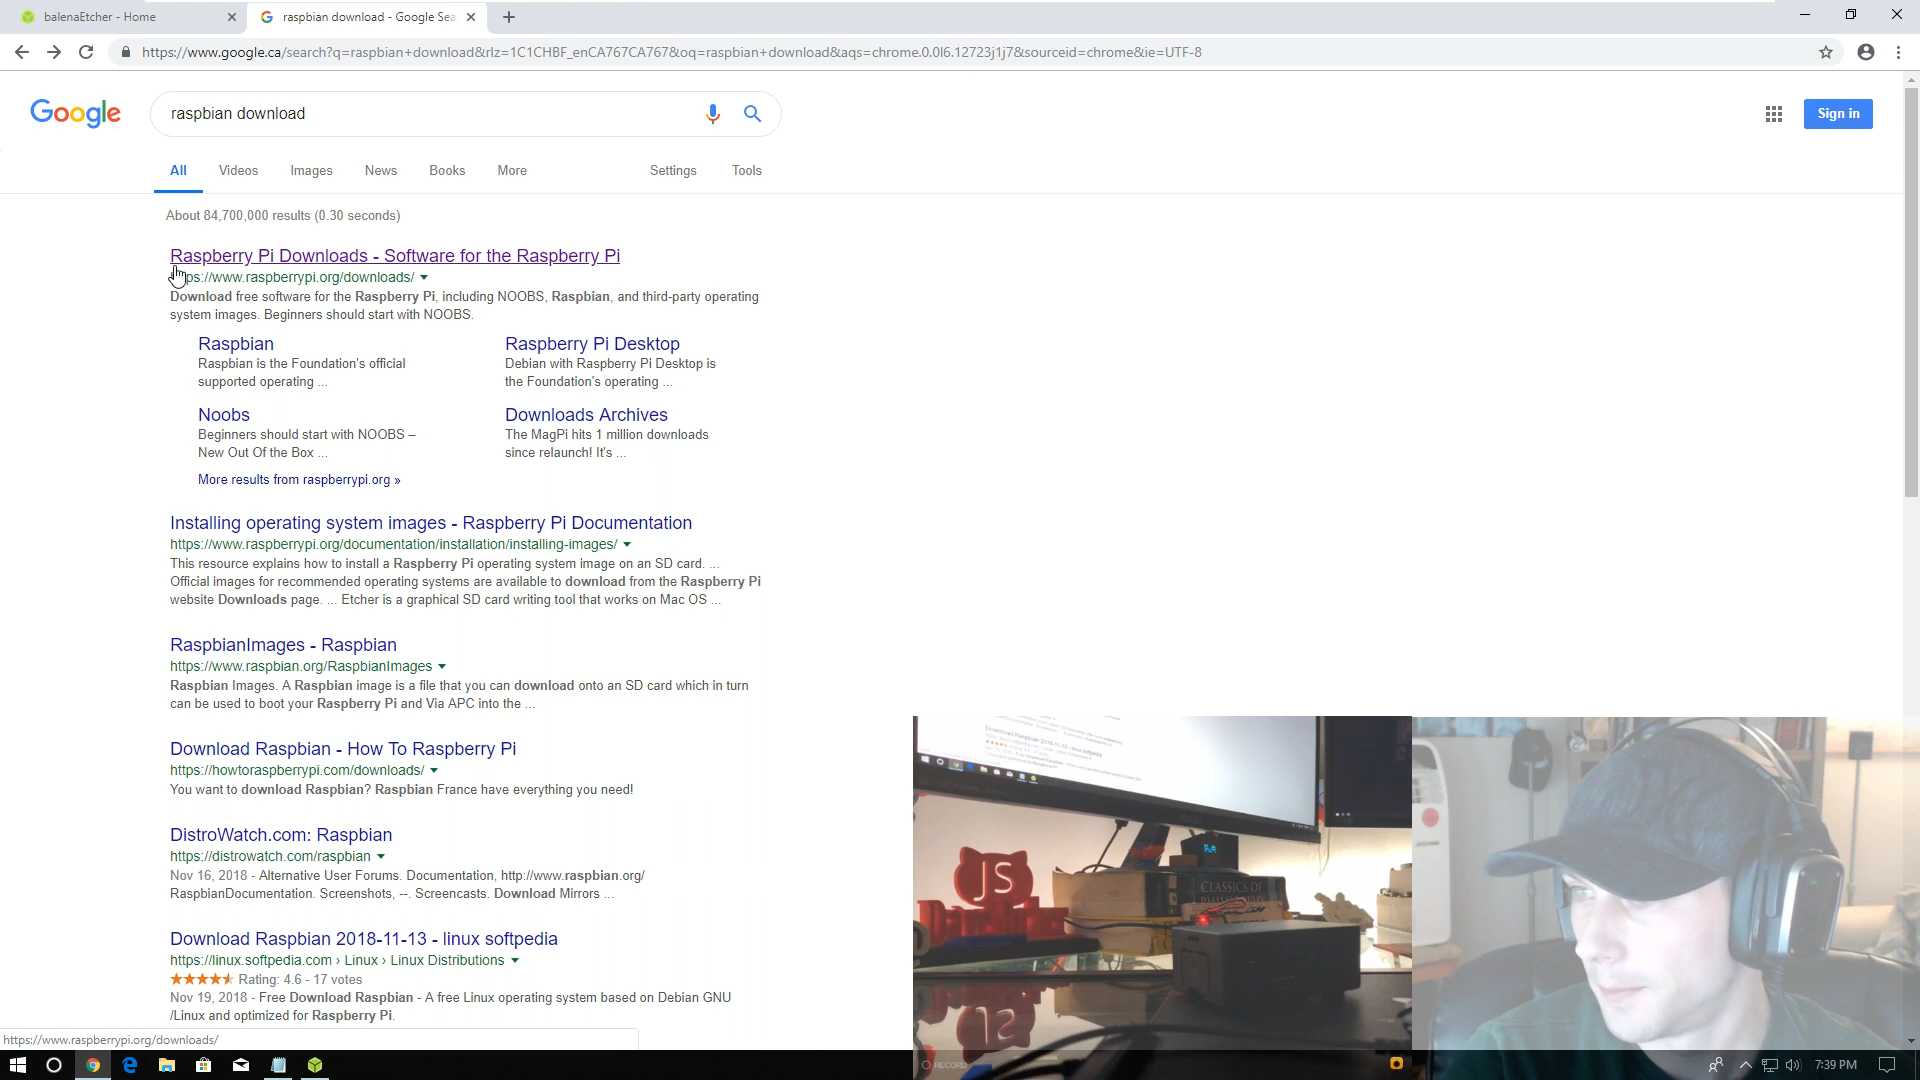 balenaEtcher - Home
raspbian download - Google Sea
https://www.google.ca/search?q=raspbian+download&rlz=1C1CHBF_enCA767CA767&oq=raspbian+download&aqs=chrome.0.0l6.12723j1j7&sourceid=chrome&ie=UTF-8
Google
raspbian download
Sign in
All Videos Images News Books More Settings Tools
About 84,700,000 results (0.30 seconds)
Raspberry Pi Downloads - Software for the Raspberry Pi
ps://www.raspberrypi.org/downloads/
Download free software for the Raspberry Pi, including NOOBS, Raspbian, and third-party operating
system images. Beginners should start with NOOBS.
Raspbian
Raspbian is the Foundation's official
supported operating ...
Raspberry Pi Desktop
Debian with Raspberry Pi Desktop is
the Foundation's operating ...
Noobs
Beginners should start with NOOBS –
New Out Of the Box ...
Downloads Archives
The MagPi hits 1 million downloads
since relaunch! It's ...
More results from raspberrypi.org »
Installing operating system images - Raspberry Pi Documentation
https://www.raspberrypi.org/documentation/installation/installing-images/
This resource explains how to install a Raspberry Pi operating system image on an SD card. ...
Official images for recommended operating systems are available to download from the Raspberry Pi
website Downloads page. ... Etcher is a graphical SD card writing tool that works on Mac OS ...
RaspbianImages - Raspbian
https://www.raspbian.org/RaspbianImages
Raspbian Images. A Raspbian image is a file that you can download onto an SD card which in turn
can be used to boot your Raspberry Pi and Via APC into the ...
Download Raspbian - How To Raspberry Pi
https://howtoraspberrypi.com/downloads/
You want to download Raspbian? Raspbian France have everything you need!
DistroWatch.com: Raspbian
https://distrowatch.com/raspbian
Nov 16, 2018 - Alternative User Forums. Documentation, http://www.raspbian.org/
RaspbianDocumentation. Screenshots, --. Screencasts. Download Mirrors ...
Download Raspbian 2018-11-13 - linux softpedia
https://linux.softpedia.com › Linux › Linux Distributions
Rating: 4.6 - 17 votes
Nov 19, 2018 - Free Download Raspbian - A free Linux operating system based on Debian GNU
/Linux and optimized for Raspberry Pi.
https://www.raspberrypi.org/downloads/
JS
CLASSICS OF
RECORD
7:39 PM